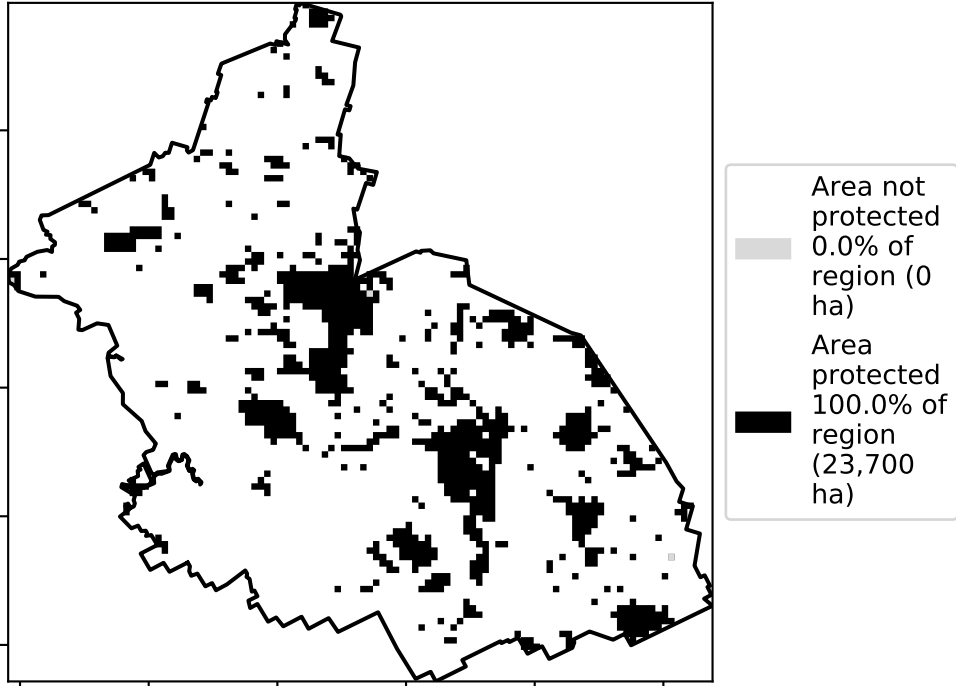 Area not
protected
0.0% of
region (0
ha)
Area
protected
100.0% of
region
(23,700
ha)